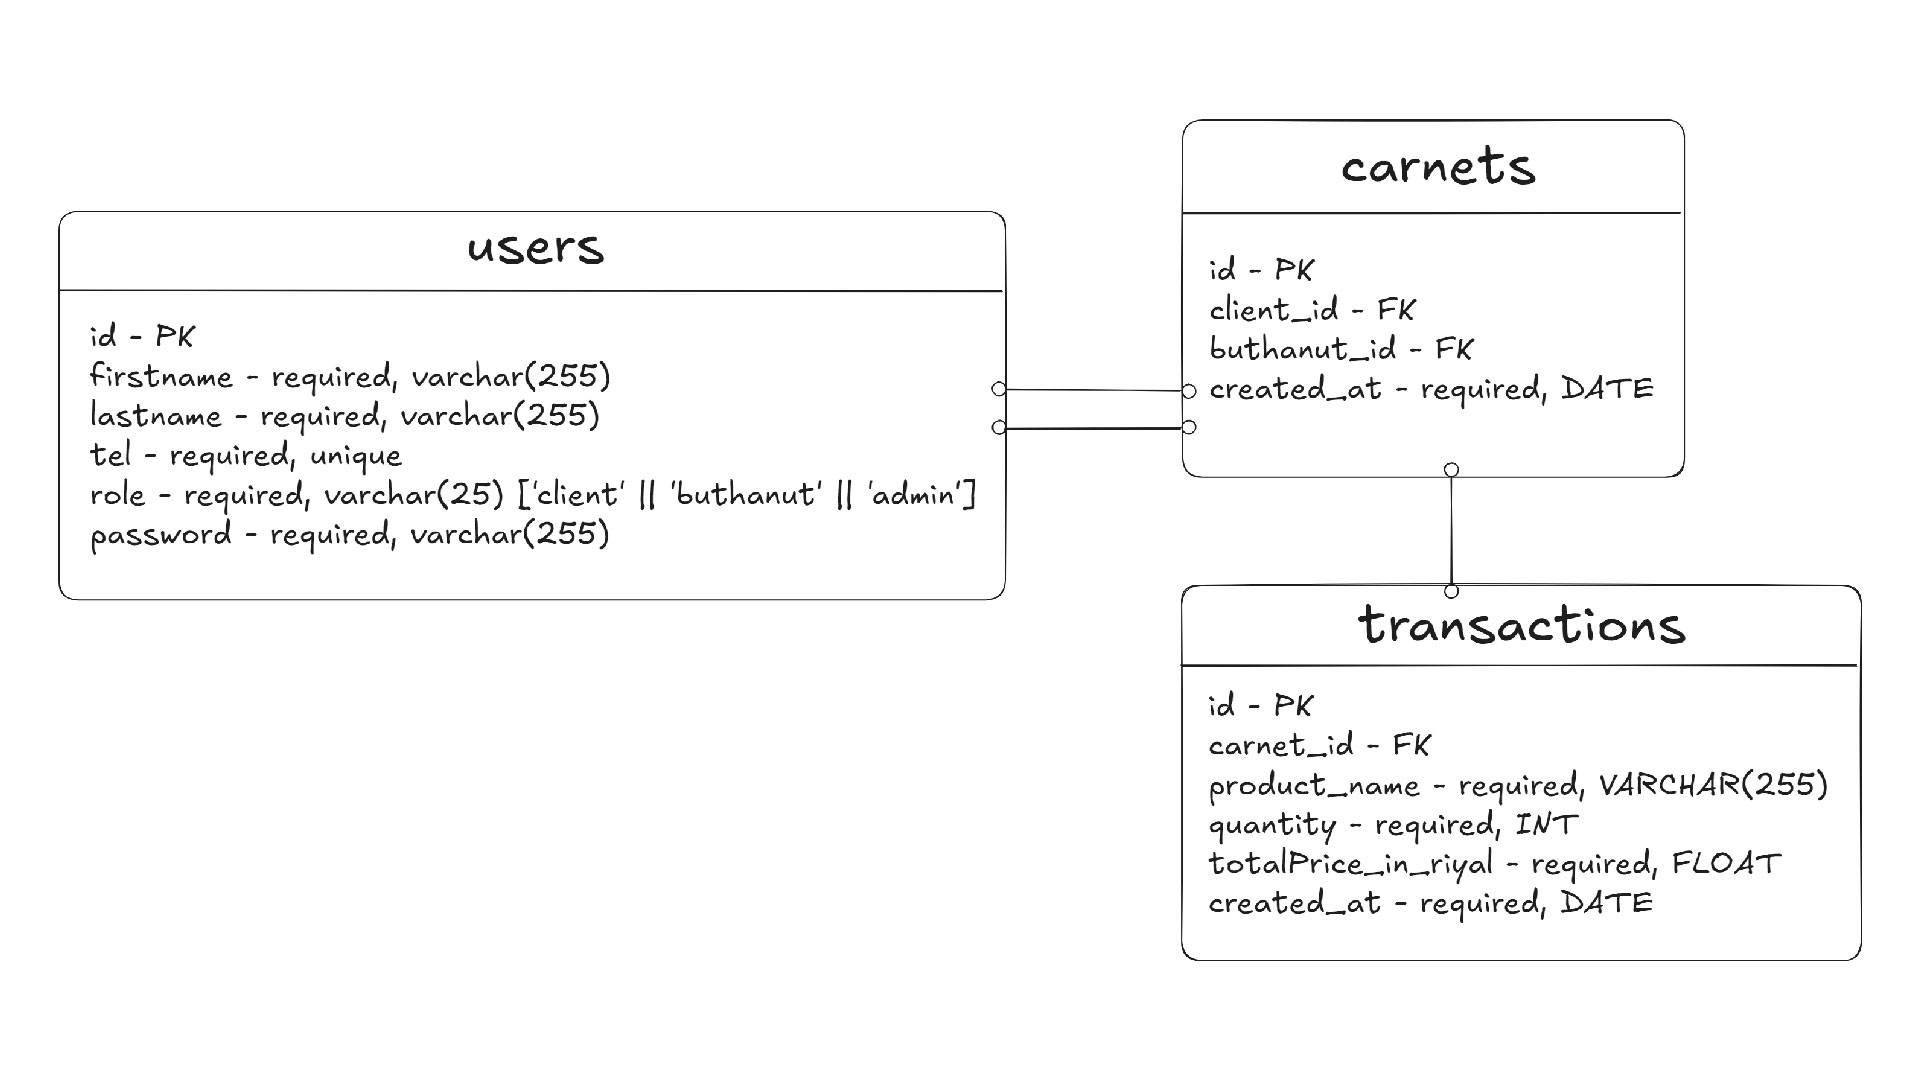 users
id - PK
firstname - required, varchar(255)
lastname - required, varchar(255)
tel - required, unique
role - required, varchar(25) ['client' || 'buthanut' || 'admin']
password - required, varchar(255)
carnets
id - PK
client_id - FK
buthanut_id - FK
created_at - required, DATE
transactions
id - PK
carnet_id - FK
product_name - required, VARCHAR(255)
quantity - required, INT
totalPrice_in_riyal - required, FLOAT
created_at - required, DATE